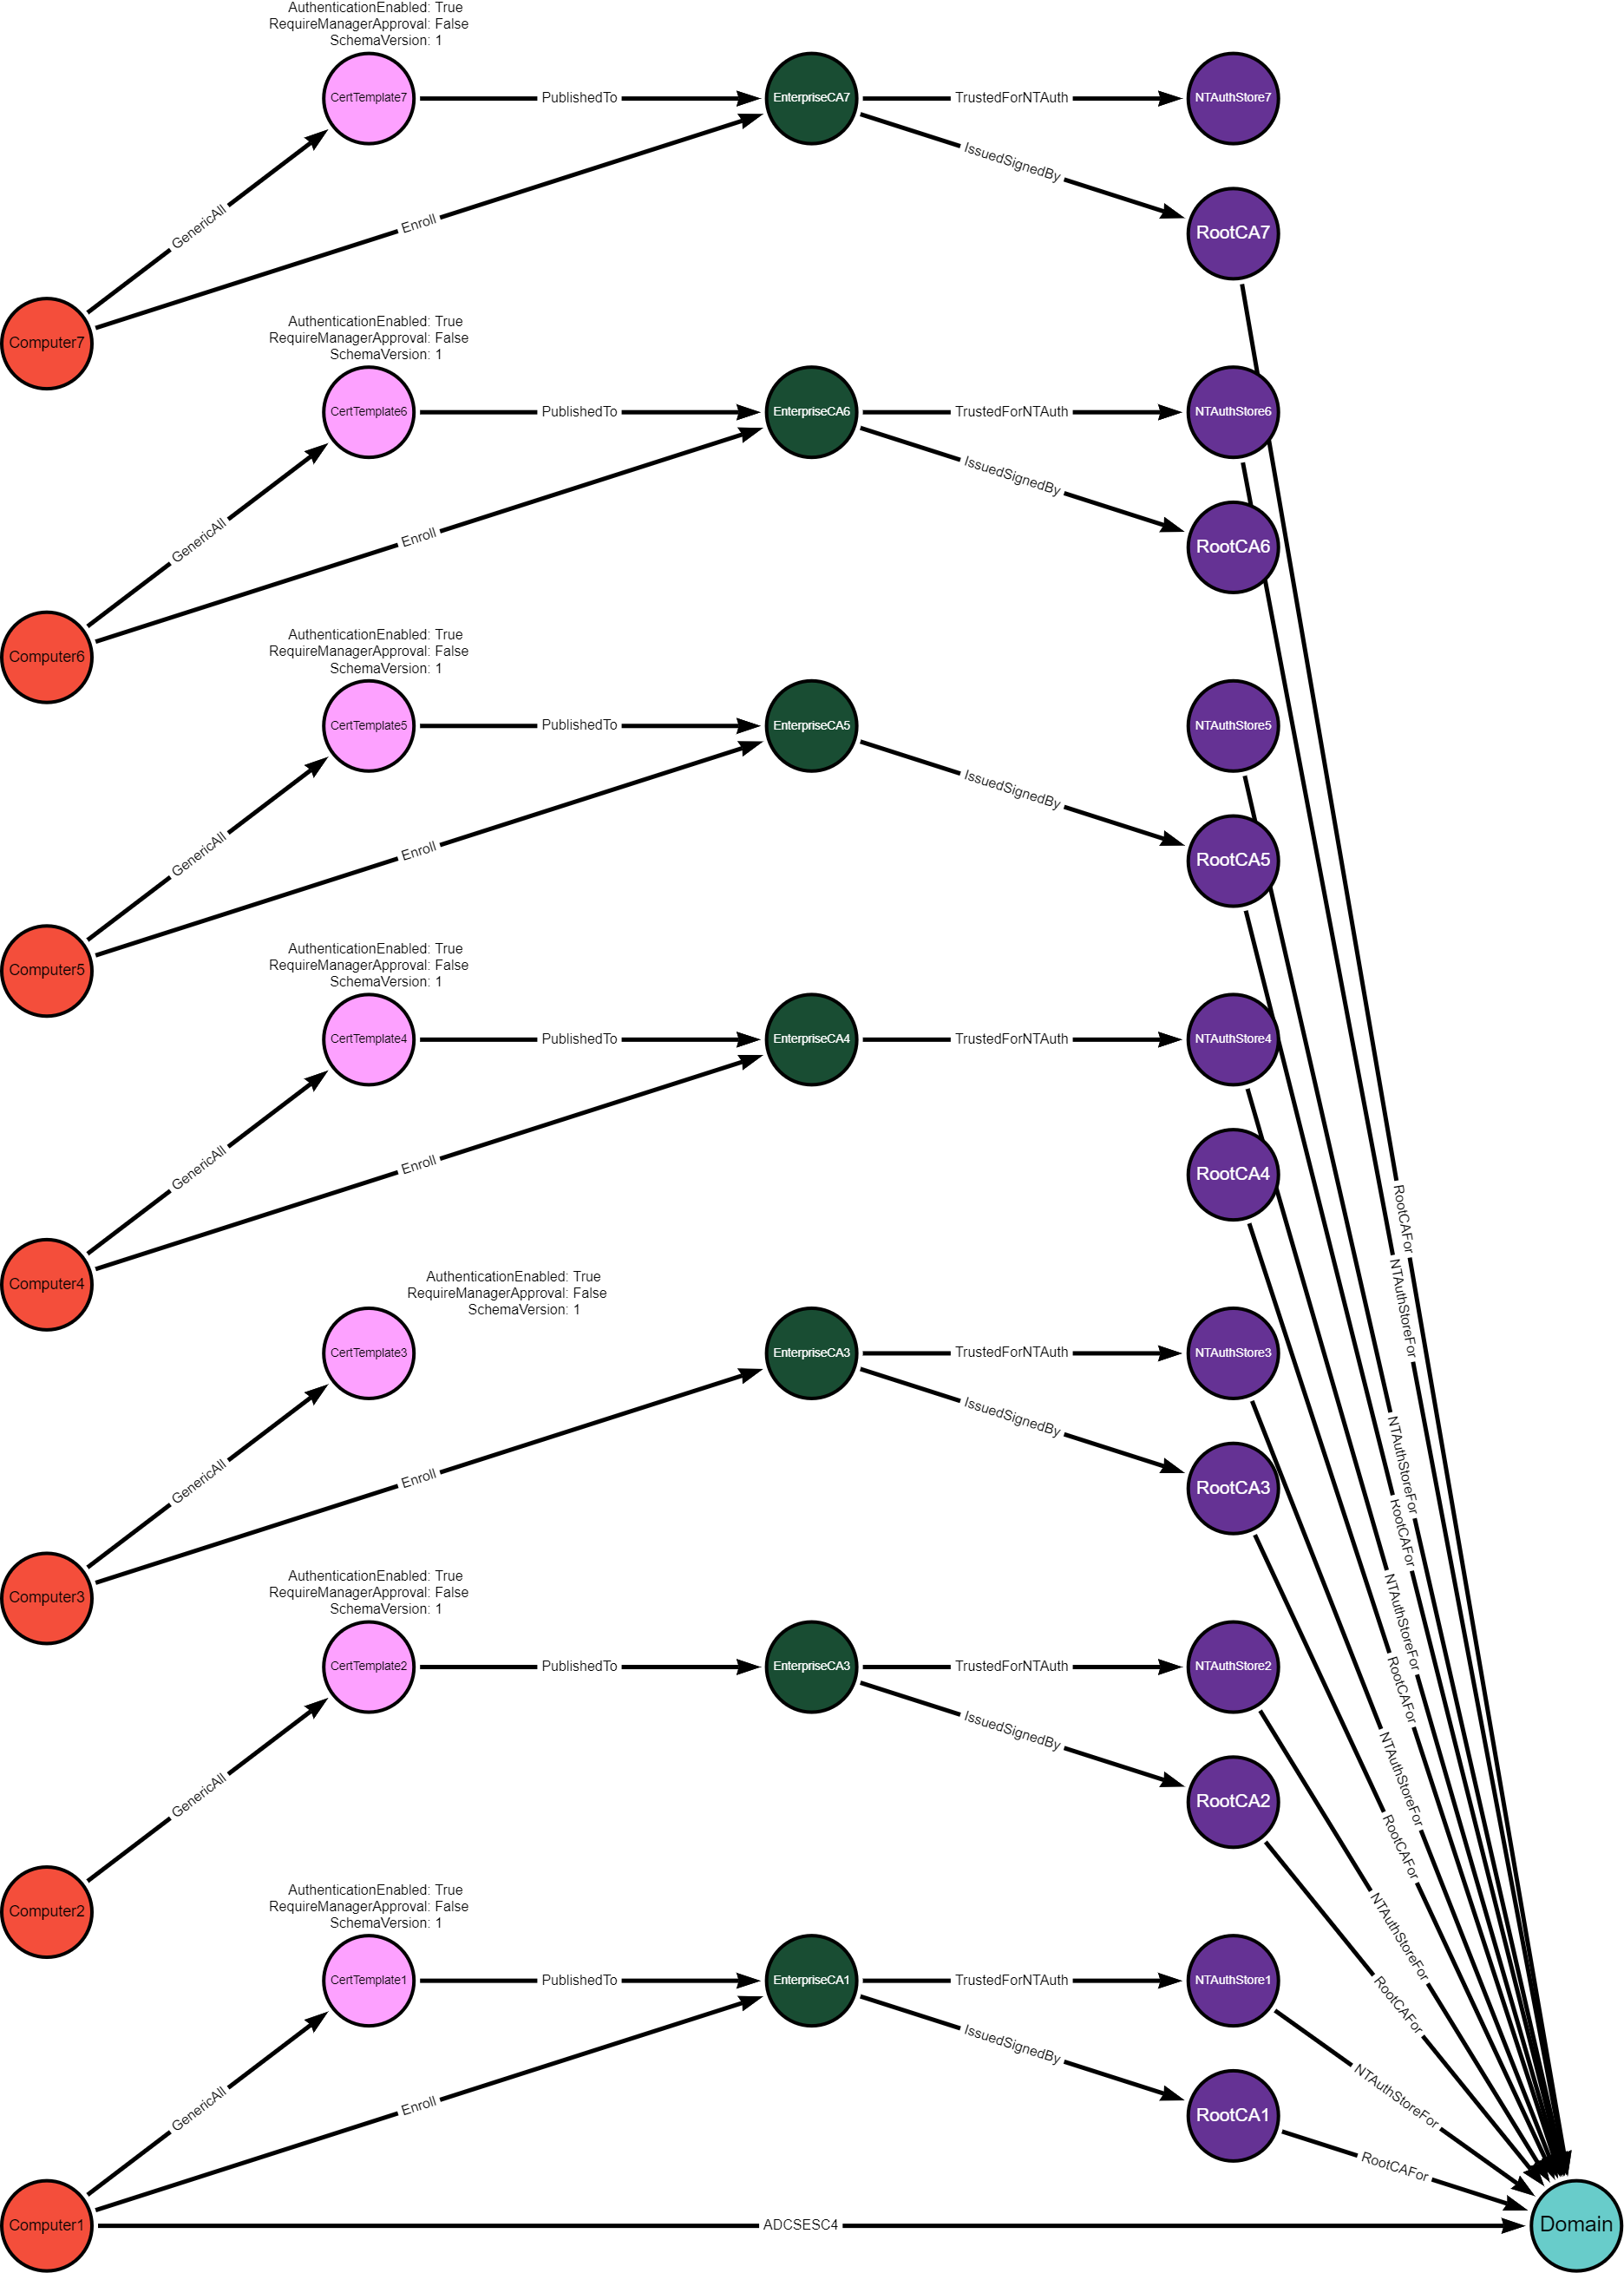 AuthenticationEnabled: True
RequireManagerApproval: False
SchemaVersion: 1
CertTemplate7
PublishedTo
EnterpriseCA7
TrustedForNTAuth
NTAuthStore7
IssuedSignedBy
GenericAll
Enroll
RootCA7
Computer7
AuthenticationEnabled: True
RequireManagerApproval: False
SchemaVersion: 1
CertTemplate6
PublishedTo
EnterpriseCA6
TrustedForNTAuth
NTAuthStore6
IssuedSignedBy
GenericAll
Enroll
RootCA6
Computer6
AuthenticationEnabled: True
RequireManagerApproval: False
SchemaVersion: 1
CertTemplate5
PublishedTo
EnterpriseCA5
NTAuthStore5
IssuedSignedBy
GenericAll
Enroll
RootCA5
Computer5
AuthenticationEnabled: True
RequireManagerApproval: False
SchemaVersion: 1
CertTemplate4
PublishedTo
EnterpriseCA4
TrustedForNTAuth
NTAuthStore4
GenericAll
Enroll
RootCA4
RootCAFor
NTAuthStoreFor
Computer4
AuthenticationEnabled: True
RequireManagerApproval: False
SchemaVersion: 1
CertTemplate3
EnterpriseCA3
TrustedForNTAuth
NTAuthStore3
IssuedSignedBy
GenericAll
Enroll
RootCA3
NTAuthStoreFor
RootCAFor
Computer3
AuthenticationEnabled: True
RequireManagerApproval: False
SchemaVersion: 1
NTAuthStoreFor
RootCAFor
CertTemplate2
PublishedTo
EnterpriseCA3
TrustedForNTAuth
NTAuthStore2
IssuedSignedBy
GenericAll
RootCA2
NTAuthStoreFor
RootCAFor
Computer2
AuthenticationEnabled: True
RequireManagerApproval: False
SchemaVersion: 1
NTAuthStoreFor
RootCAFor
CertTemplate1
PublishedTo
EnterpriseCA1
TrustedForNTAuth
NTAuthStore1
IssuedSignedBy
GenericAll
Enroll
RootCA1
NTAuthStoreFor
RootCAFor
Computer1
ADCSESC4
Domain